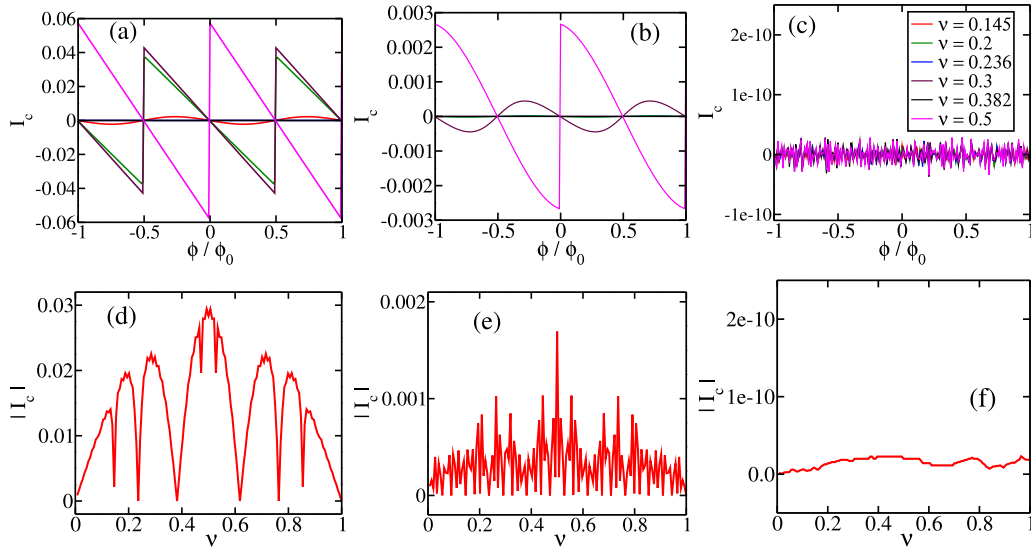 (a)
I_c
0.06
0.04
0.02
0
-0.02
-0.04
-0.06
-1 -0.5 0 0.5 1
ϕ / ϕ_0
(b)
I_c
0.003
0.002
0.001
0
-0.001
-0.002
-0.003
-1 -0.5 0 0.5 1
ϕ / ϕ_0
(c)
I_c
2e-10
1e-10
0
-1e-10
-1 -0.5 0 0.5 1
ϕ / ϕ_0
ν = 0.145
ν = 0.2
ν = 0.236
ν = 0.3
ν = 0.382
ν = 0.5
(d)
| I_c |
0.03
0.02
0.01
0
0 0.2 0.4 0.6 0.8 1
ν
(e)
| I_c |
0.002
0.001
0
0 0.2 0.4 0.6 0.8 1
ν
(f)
| I_c |
2e-10
1e-10
0.0
0 0.2 0.4 0.6 0.8 1
ν